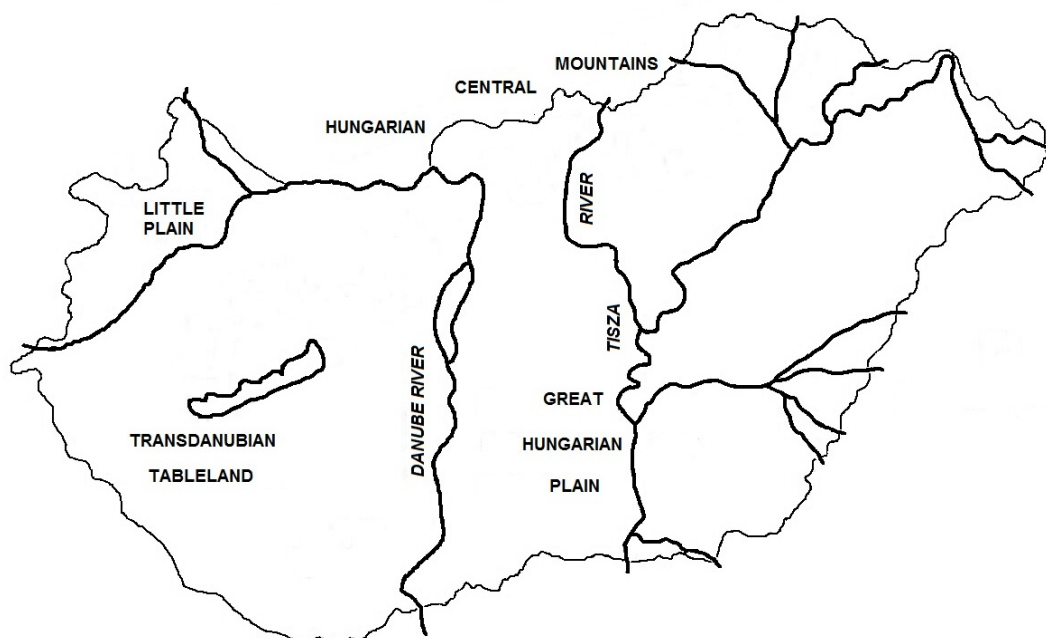 HUNGARIAN
CENTRAL
MOUNTAINS
LITTLE
PLAIN
RIVER
TISZA
DANUBE RIVER
TRANSDANUBIAN
TABLELAND
GREAT
HUNGARIAN
PLAIN